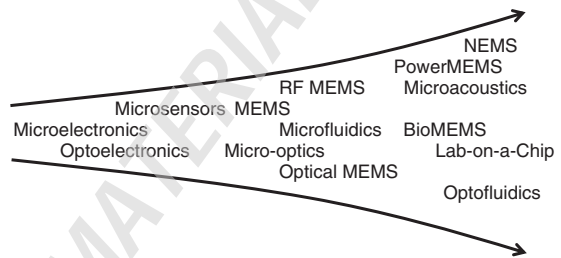 NEMS
PowerMEMS
RF MEMS Microacoustics
Microsensors MEMS
Microelectronics Microfluidics BioMEMS
Optoelectronics Micro-optics Lab-on-a-Chip
Optical MEMS
Optofluidics
MATERIAL